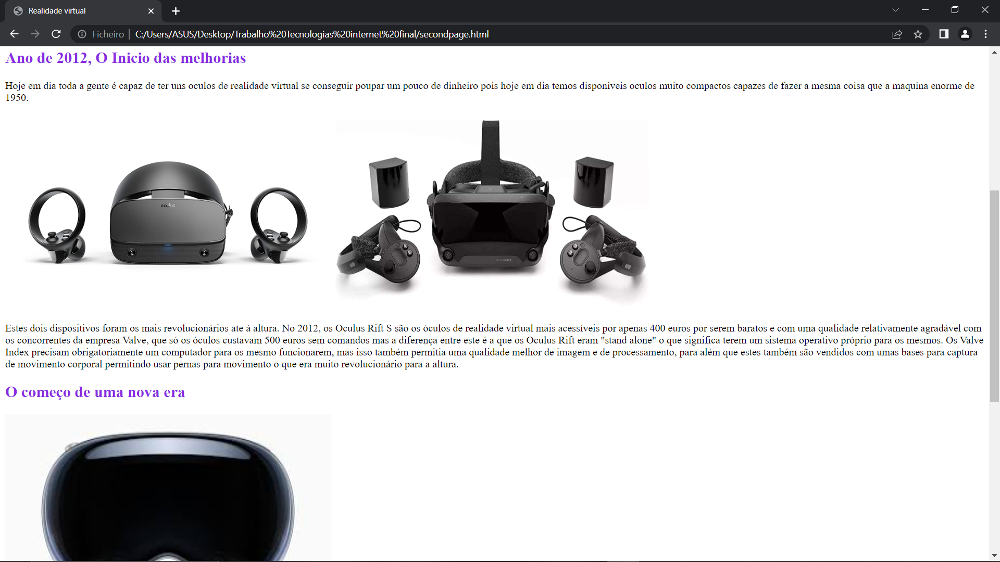 Realidade virtual
Ficheiro | C:/Users/ASUS/Desktop/Trabalho%20Tecnologias%20internet%20final/secondpage.html
Ano de 2012, O Inicio das melhorias
Hoje em dia toda a gente é capaz de ter uns oculos de realidade virtual se conseguir poupar um pouco de dinheiro pois hoje em dia temos disponiveis oculos muito compactos capazes de fazer a mesma coisa que a maquina enorme de
1950.
oculus
Estes dois dispositivos foram os mais revolucionários ate à altura. No 2012, os Oculus Rift S são os óculos de realidade virtual mais acessíveis por apenas 400 euros por serem baratos e com uma qualidade relativamente agradável com
os concorrentes da empresa Valve, que só os óculos custavam 500 euros sem comandos mas a diferença entre este é a que os Oculus Rift eram "stand alone" o que significa terem um sistema operativo próprio para os mesmos. Os Valve
Index precisam obrigatoriamente um computador para os mesmo funcionarem, mas isso também permitia uma qualidade melhor de imagem e de processamento, para além que estes também são vendidos com umas bases para captura
de movimento corporal permitindo usar pernas para movimento o que era muito revolucionário para a altura.
O começo de uma nova era